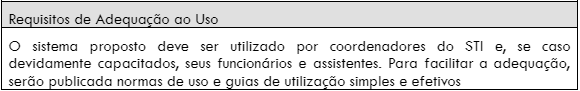 Requisitos de Adequação ao Uso
O sistema proposto deve ser utilizado por coordenadores do STI e, se caso
devidamente capacitados, seus funcionários e assistentes. Para facilitar a adequação,
serão publicada normas de uso e guias de utilização simples e efetivos